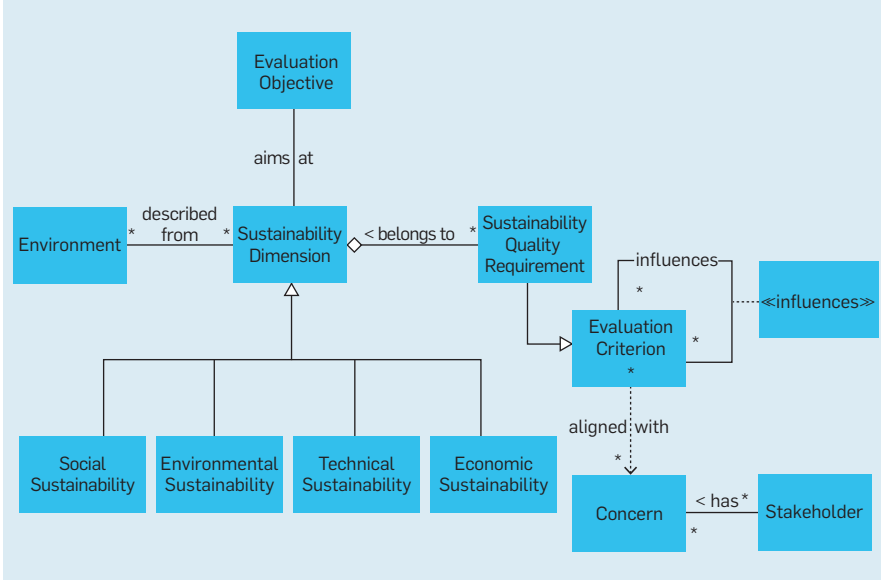 Evaluation
Objective
aims at
Environment
*
described
from
*
Sustainability
Dimension
< belongs to
*
Sustainability
Quality
Requirement
influences
*
≪influences≫
Evaluation
Criterion
*
*
aligned with
*
Social
Sustainability
Environmental
Sustainability
Technical
Sustainability
Economic
Sustainability
Concern
< has *
*
Stakeholder